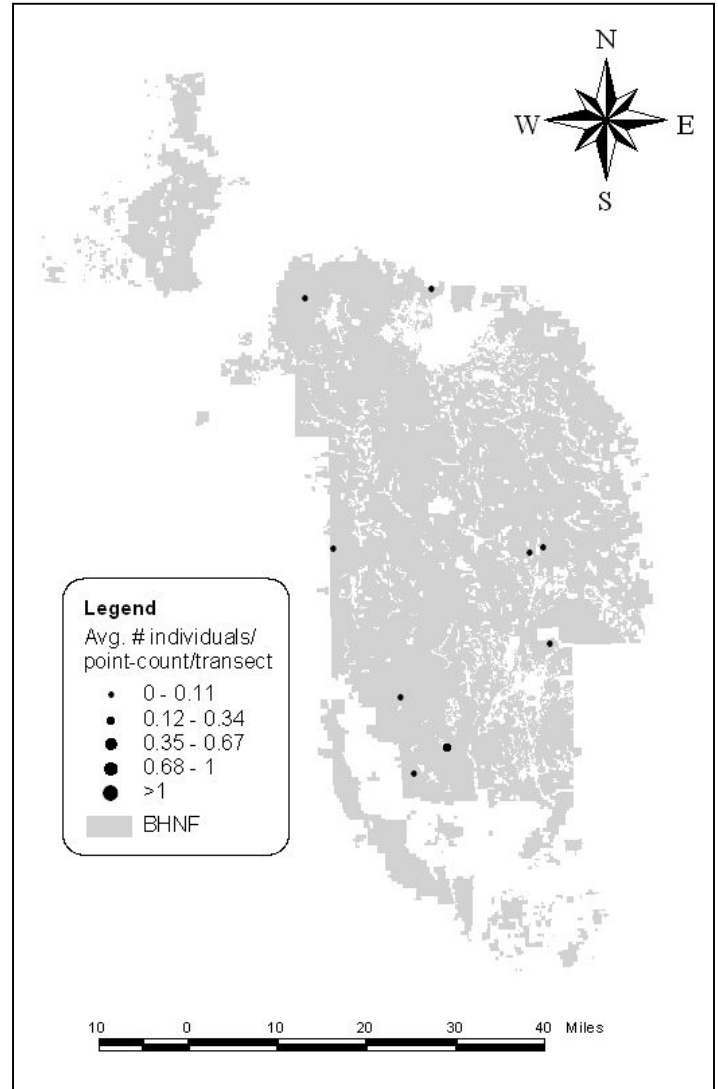 N
W E
S
Legend
Avg. # individuals/
point-count/transect
0 - 0.11
0.12 - 0.34
0.35 - 0.67
0.68 - 1
>1
BHNF
10 0 10 20 30 40 Miles